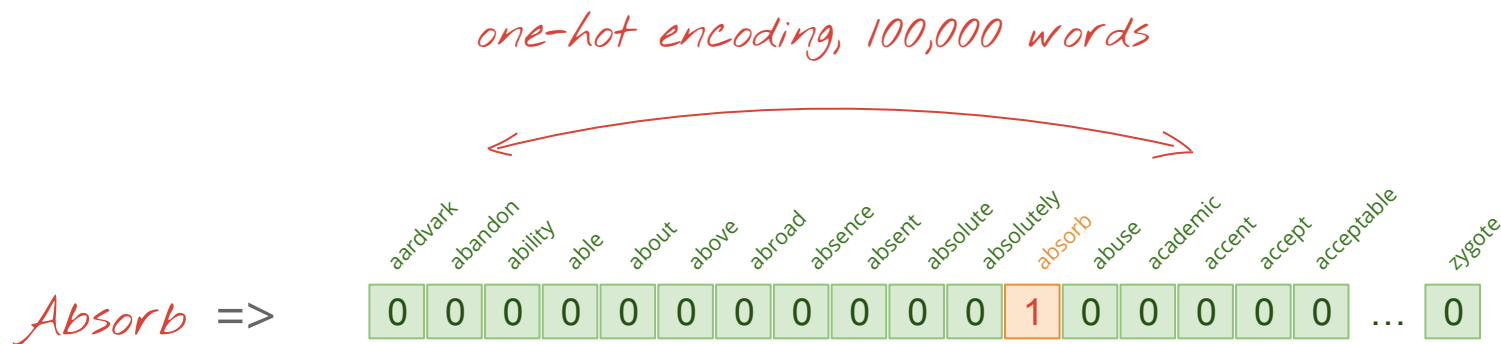 one-hot encoding, 100,000 words
aardvark abandon ability able about above abroad absence absent absolute absolutely absorb abuse academic accent accept acceptable zygote
Absorb => 0 0 0 0 0 0 0 0 0 0 0 1 0 0 0 0 0 ... 0